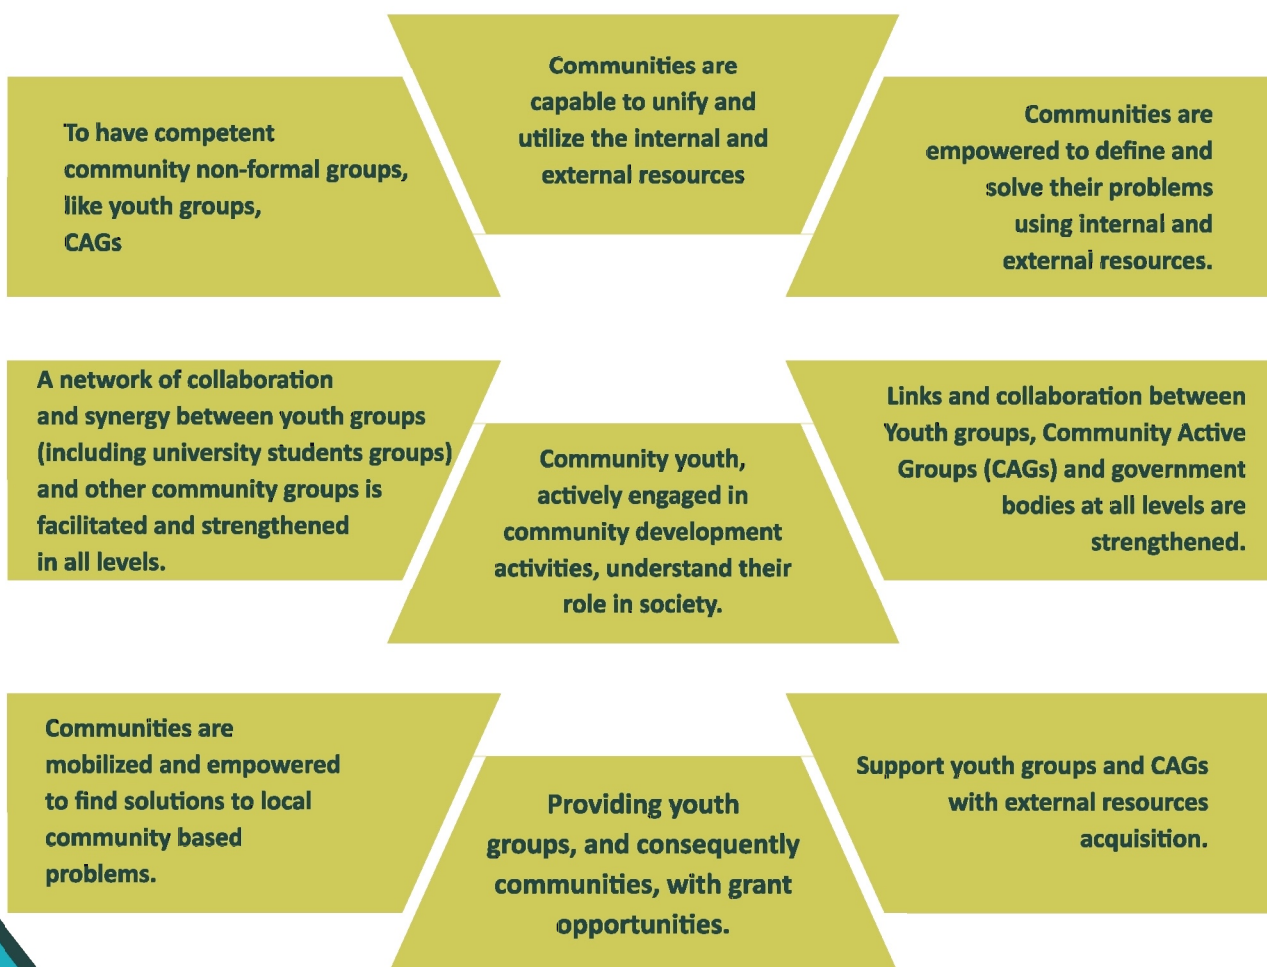 To have competent
community non-formal groups,
like youth groups,
CAGs
Communities are
capable to unify and
utilize the internal and
external resources
Communities are
empowered to define and
solve their problems
using internal and
external resources.
A network of collaboration
and synergy between youth groups
(including university students groups)
and other community groups is
facilitated and strengthened
in all levels.
Community youth,
actively engaged in
community development
activities, understand their
role in society.
Links and collaboration between
Youth groups, Community Active
Groups (CAGs) and government
bodies at all levels are
strengthened.
Communities are
mobilized and empowered
to find solutions to local
community based
problems.
Providing youth
groups, and consequently
communities, with grant
opportunities.
Support youth groups and CAGs
with external resources
acquisition.